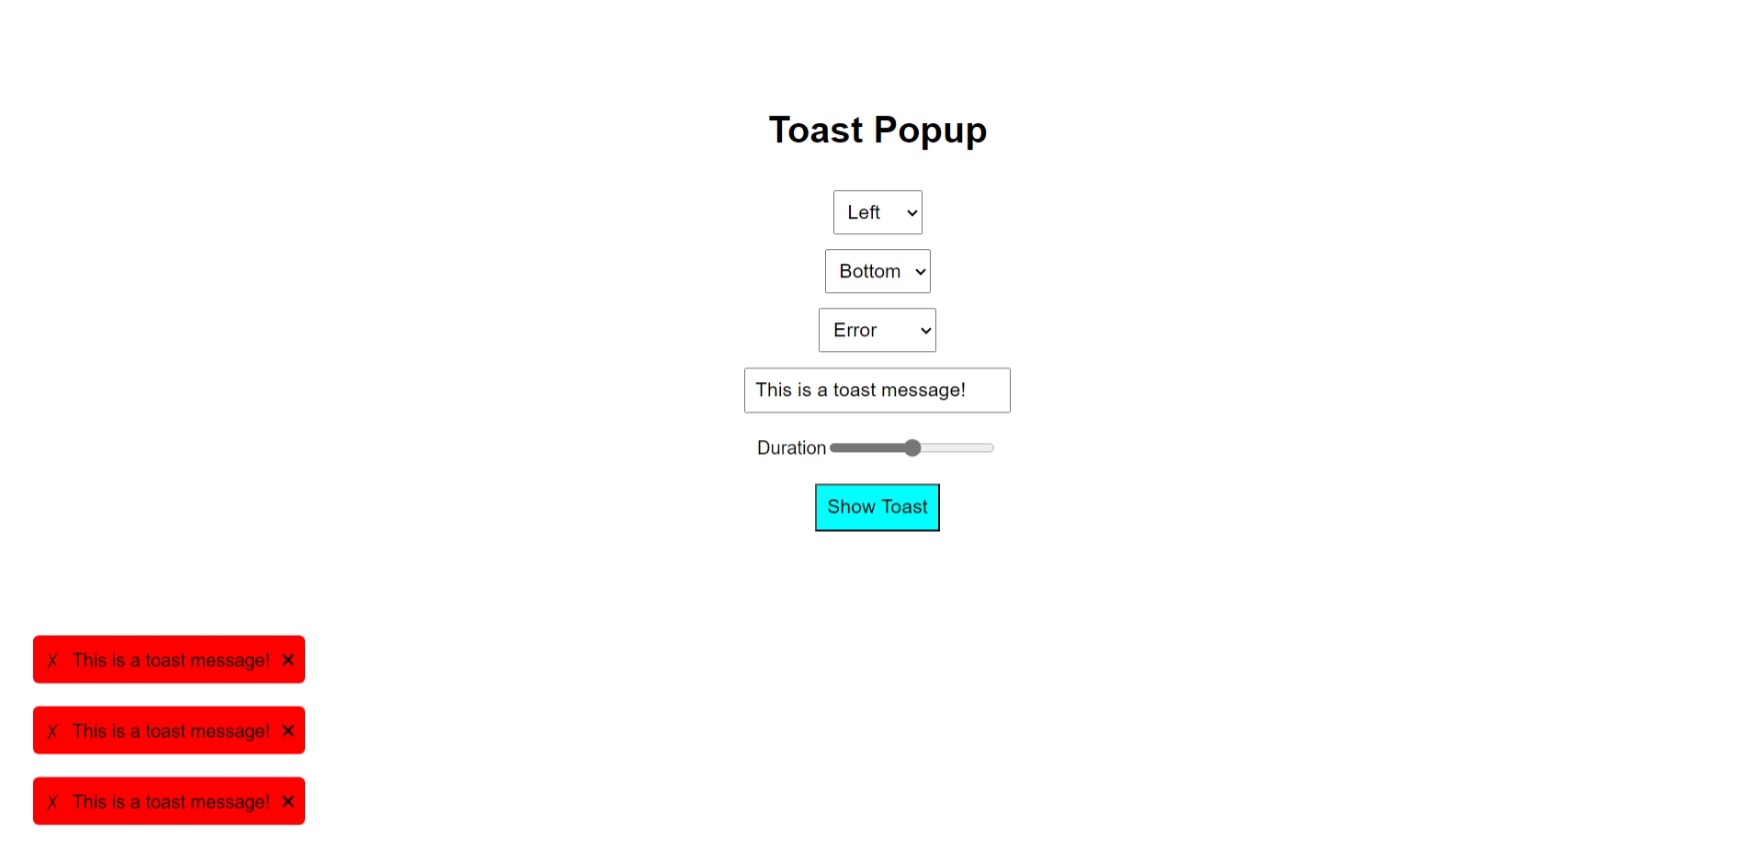 Toast Popup
Left
Bottom
Error
This is a toast message!
Duration
Show Toast
✗ This is a toast message! ✕
✗ This is a toast message! ✕
✗ This is a toast message! ✕